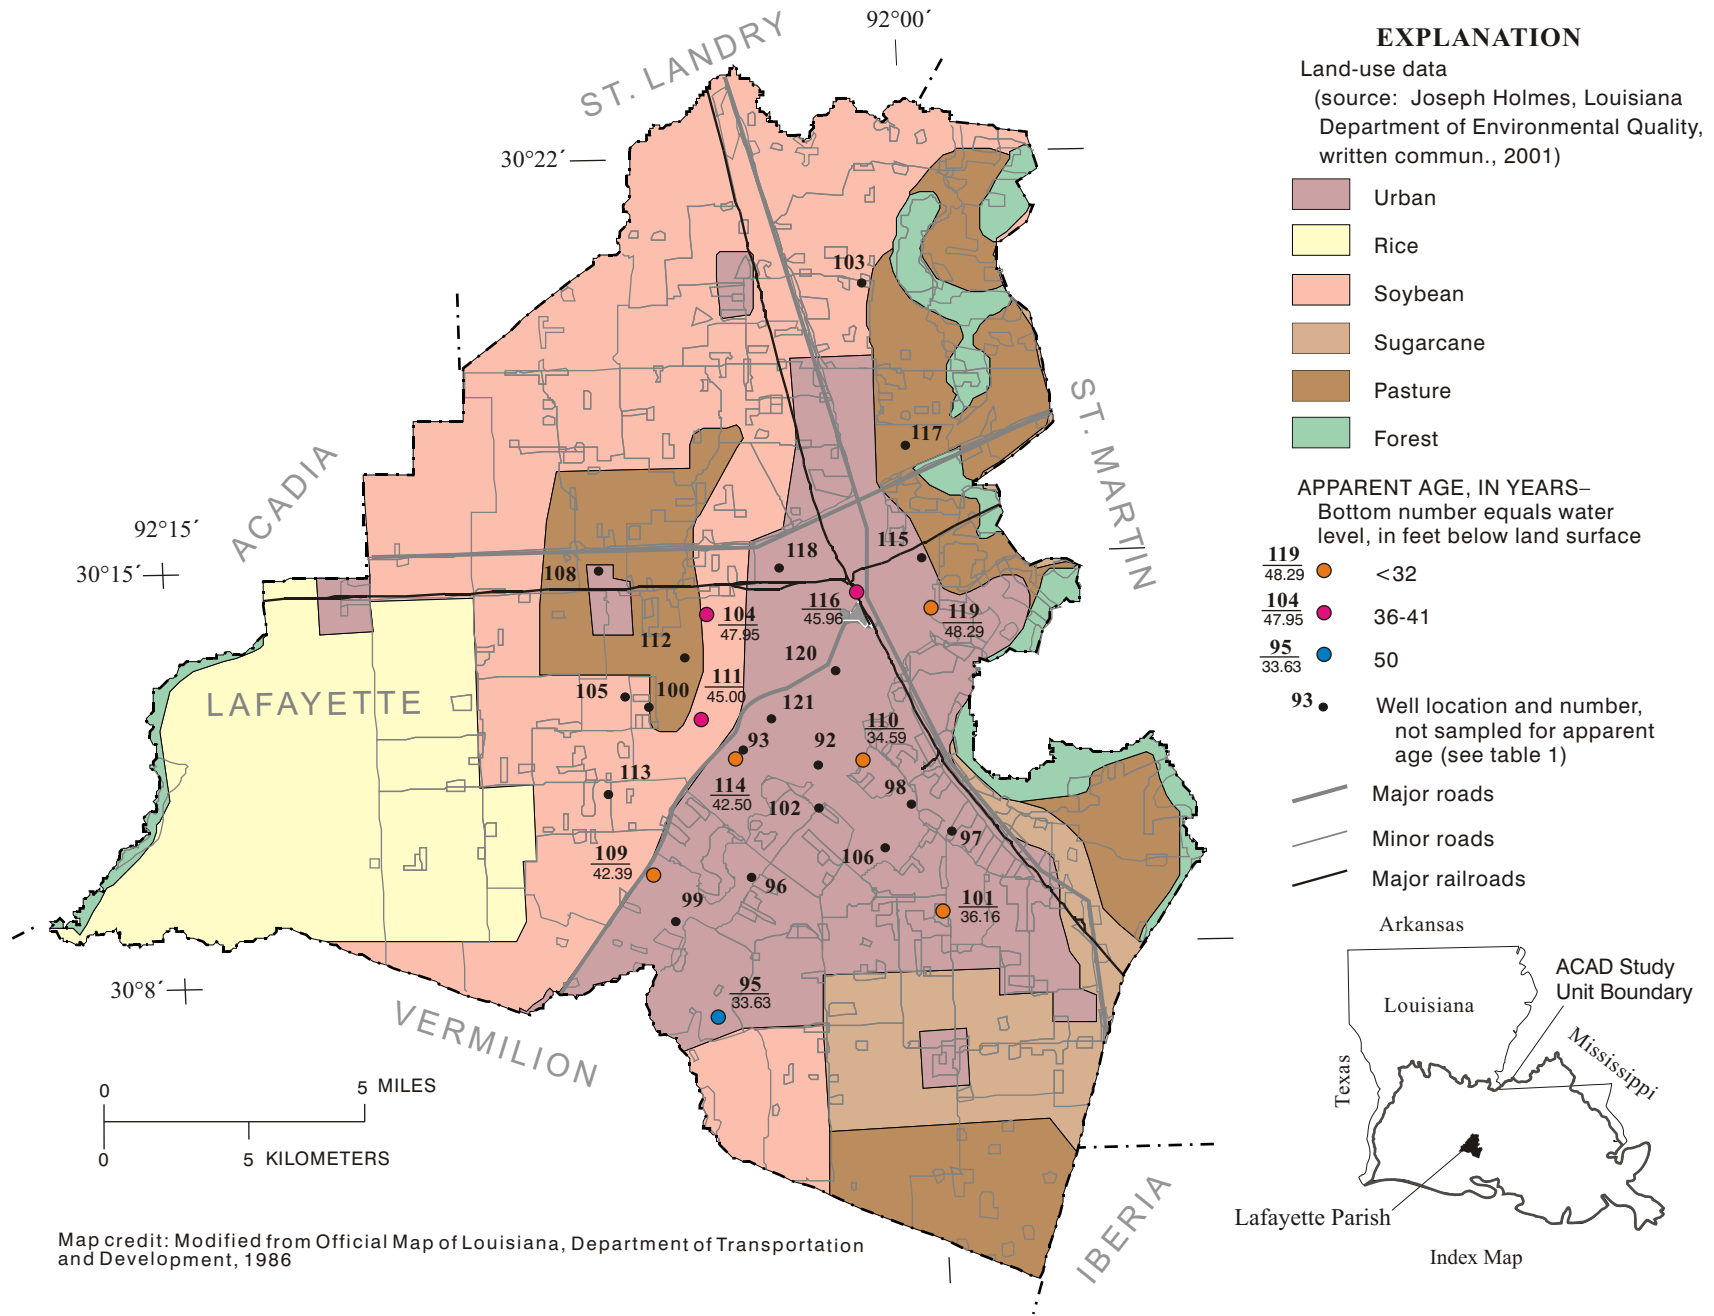 92°00´
ST. LANDRY
30°22´
103
ACADIA
ST. MARTIN
117
92°15´
30°15´
118
115
108
116
45.96
104
47.95
119
48.29
112
120
111
45.00
105
100
LAFAYETTE
121
110
34.59
93
92
113
114
42.50
98
102
97
106
109
42.39
96
99
101
36.16
95
33.63
30°8´
VERMILION
IBERIA
0 5 MILES
0 5 KILOMETERS
Map credit: Modified from Official Map of Louisiana, Department of Transportation
and Development, 1986
EXPLANATION
Land-use data
(source: Joseph Holmes, Louisiana
Department of Environmental Quality,
written commun., 2001)
Urban
Rice
Soybean
Sugarcane
Pasture
Forest
APPARENT AGE, IN YEARS–
Bottom number equals water
level, in feet below land surface
119
48.29
<32
104
47.95
36-41
95
33.63
50
93 Well location and number,
not sampled for apparent
age (see table 1)
Major roads
Minor roads
Major railroads
Arkansas
ACAD Study
Unit Boundary
Louisiana
Mississippi
Texas
Lafayette Parish
Index Map